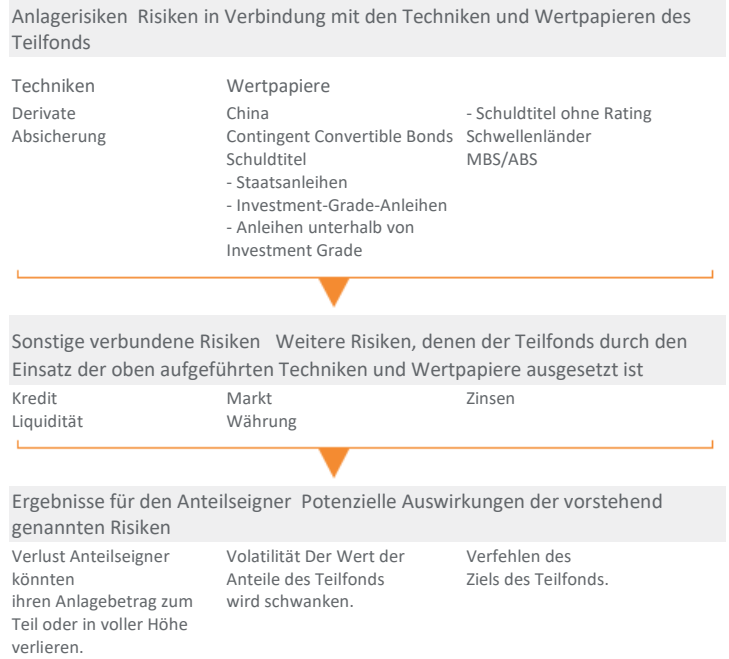 Anlagerisiken  Risiken in Verbindung mit den Techniken und Wertpapieren des
Teilfonds
Techniken
Derivate
Absicherung
Wertpapiere
China
Contingent Convertible Bonds
Schuldtitel
- Staatsanleihen
- Investment-Grade-Anleihen
- Anleihen unterhalb von
Investment Grade
- Schuldtitel ohne Rating
Schwellenländer
MBS/ABS
Sonstige verbundene Risiken  Weitere Risiken, denen der Teilfonds durch den
Einsatz der oben aufgeführten Techniken und Wertpapiere ausgesetzt ist
Kredit
Liquidität
Markt
Währung
Zinsen
Ergebnisse für den Anteilseigner  Potenzielle Auswirkungen der vorstehend
genannten Risiken
Verlust Anteilseigner
könnten
ihren Anlagebetrag zum
Teil oder in voller Höhe
verlieren.
Volatilität Der Wert der
Anteile des Teilfonds
wird schwanken.
Verfehlen des
Ziels des Teilfonds.